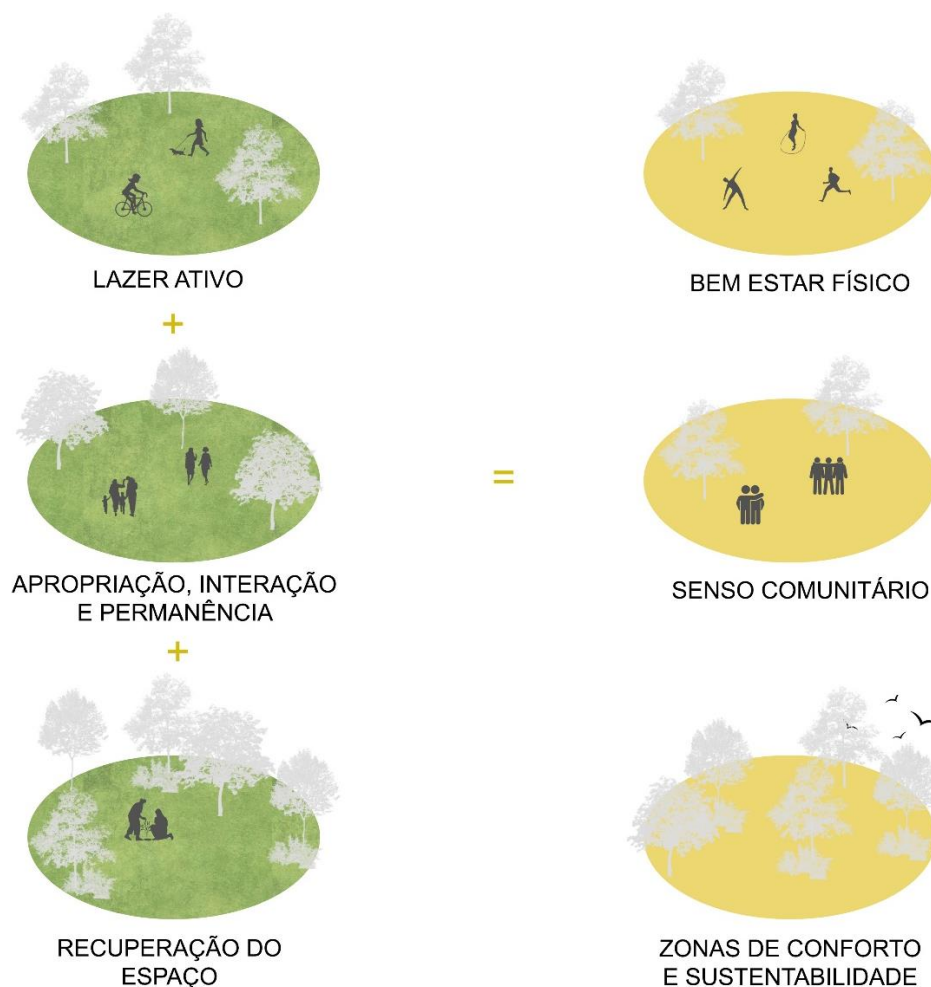 LAZER ATIVO
BEM ESTAR FÍSICO
+
APROPRIAÇÃO, INTERAÇÃO
E PERMANÊNCIA
=
SENSO COMUNITÁRIO
+
RECUPERAÇÃO DO
ESPAÇO
ZONAS DE CONFORTO
E SUSTENTABILIDADE